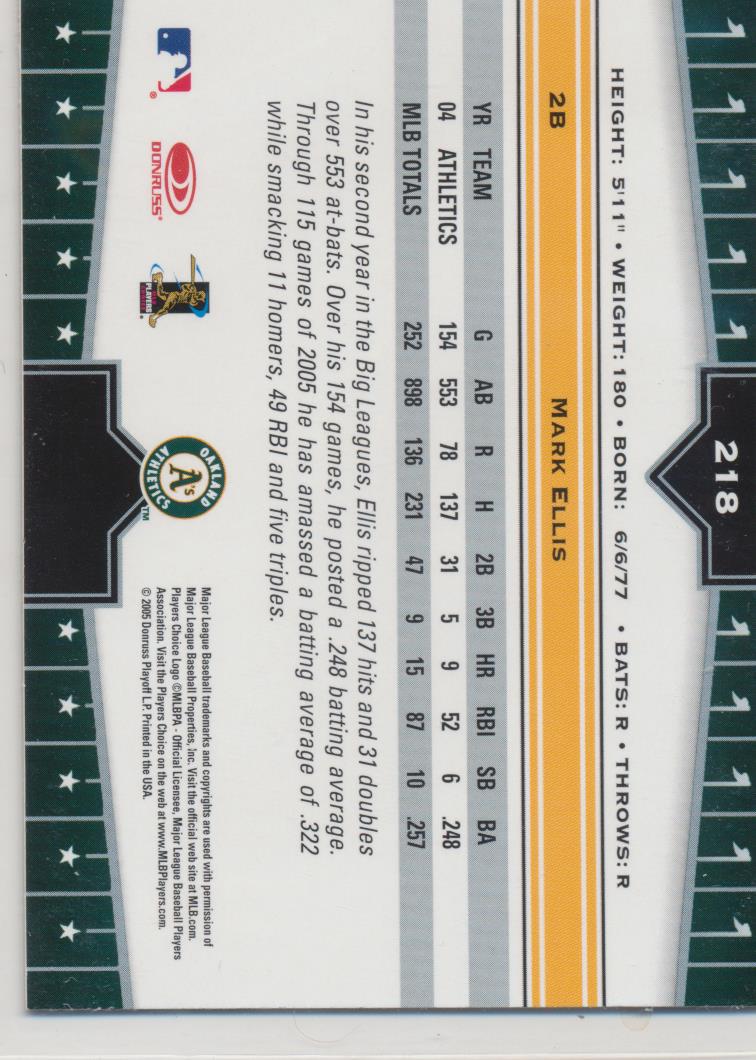 218
HEIGHT: 5'11" • WEIGHT: 180 • BORN: 6/6/77 • BATS: R • THROWS: R
2B MARK ELLIS
YR TEAM G AB R H 2B 3B HR RBI SB BA
04 ATHLETICS 154 553 78 137 31 5 9 52 6 .248
MLB TOTALS 252 898 136 231 47 9 15 87 10 .257
In his second year in the Big Leagues, Ellis ripped 137 hits and 31 doubles
over 553 at-bats. Over his 154 games, he posted a .248 batting average.
Through 115 games of 2005 he has amassed a batting average of .322
while smacking 11 homers, 49 RBI and five triples.
®
DONRUSS®
PLAYERS
OAKLAND
A's
ATHLETICS
TM
Major League Baseball trademarks and copyrights are used with permission of
Major League Baseball Properties, Inc. Visit the official web site at MLB.com.
Players Choice Logo ©MLBPA - Official Licensee, Major League Baseball Players
Association. Visit the Players Choice on the web at www.MLBPlayers.com.
© 2005 Donruss Playoff L.P. Printed in the USA.